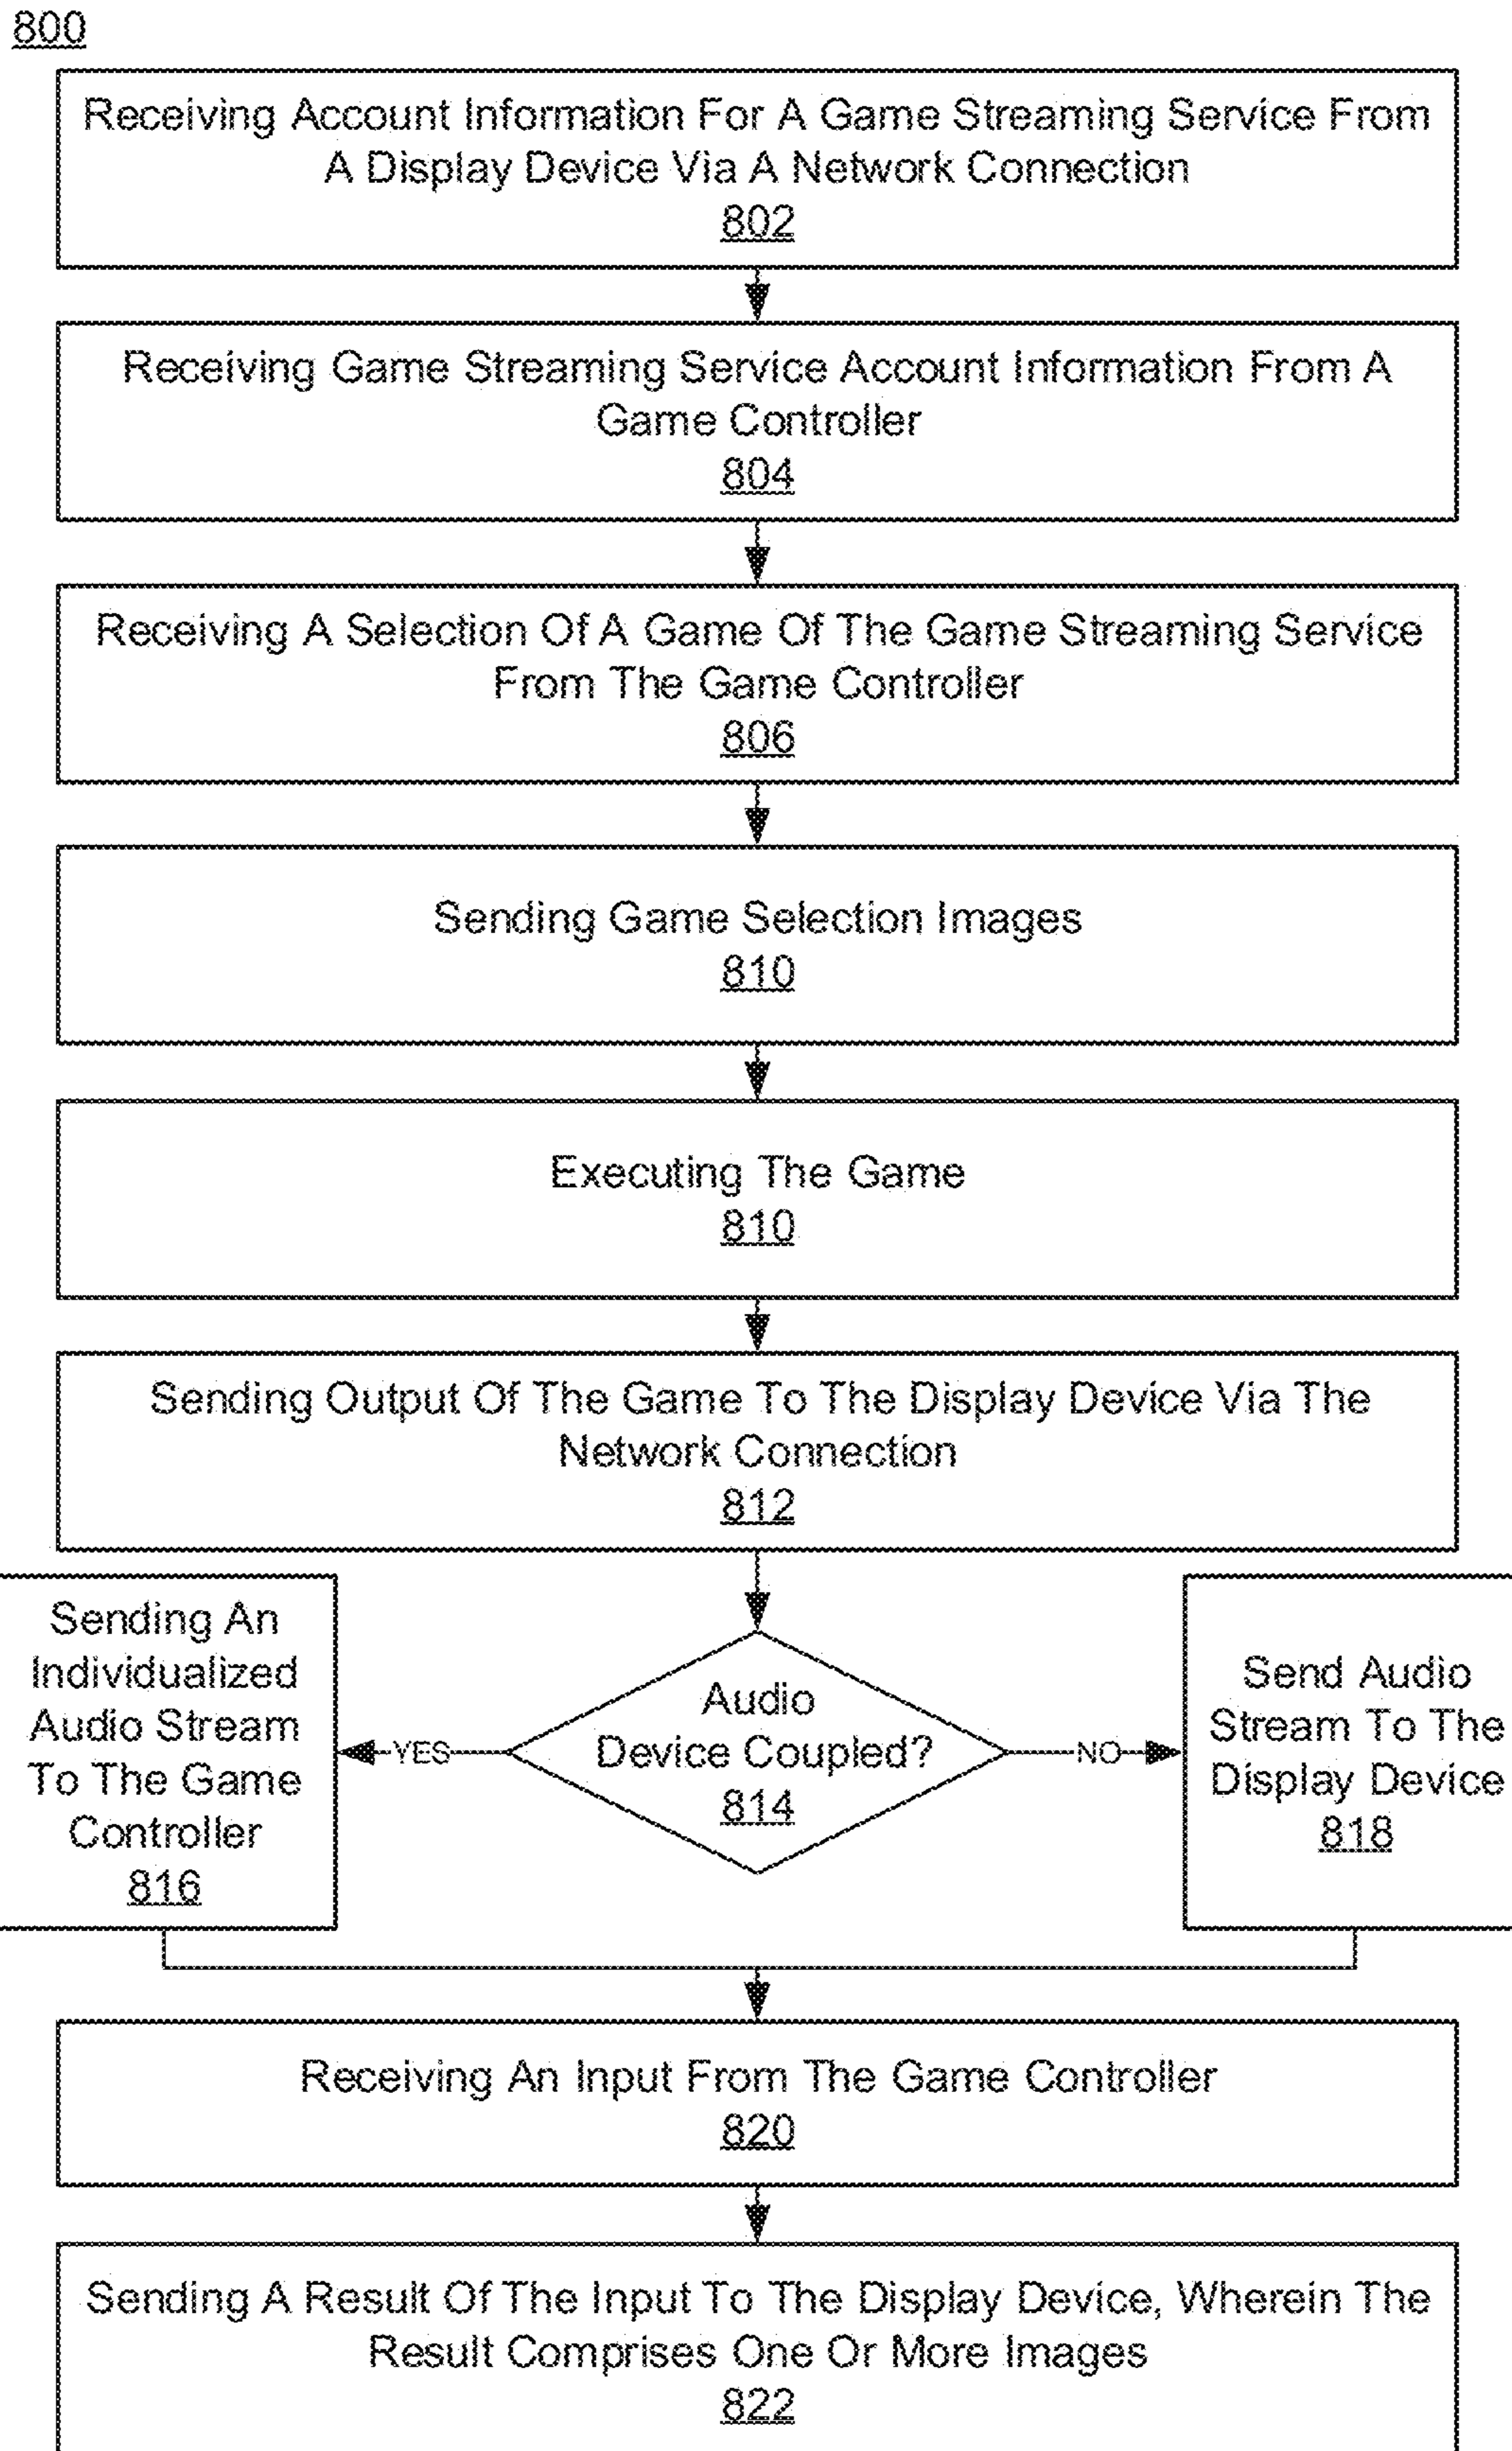 800
Receiving Account Information For A Game Streaming Service From
A Display Device Via A Network Connection
802
Receiving Game Streaming Service Account Information From A
Game Controller
804
Receiving A Selection Of A Game Of The Game Streaming Service
From The Game Controller
806
Sending Game Selection Images
810
Executing The Game
810
Sending Output Of The Game To The Display Device Via The
Network Connection
812
Sending An
Individualized
Audio Stream
To The Game
Controller
816
YES
Audio
Device Coupled?
814
NO
Send Audio
Stream To The
Display Device
818
Receiving An Input From The Game Controller
820
Sending A Result Of The Input To The Display Device, Wherein The
Result Comprises One Or More Images
822